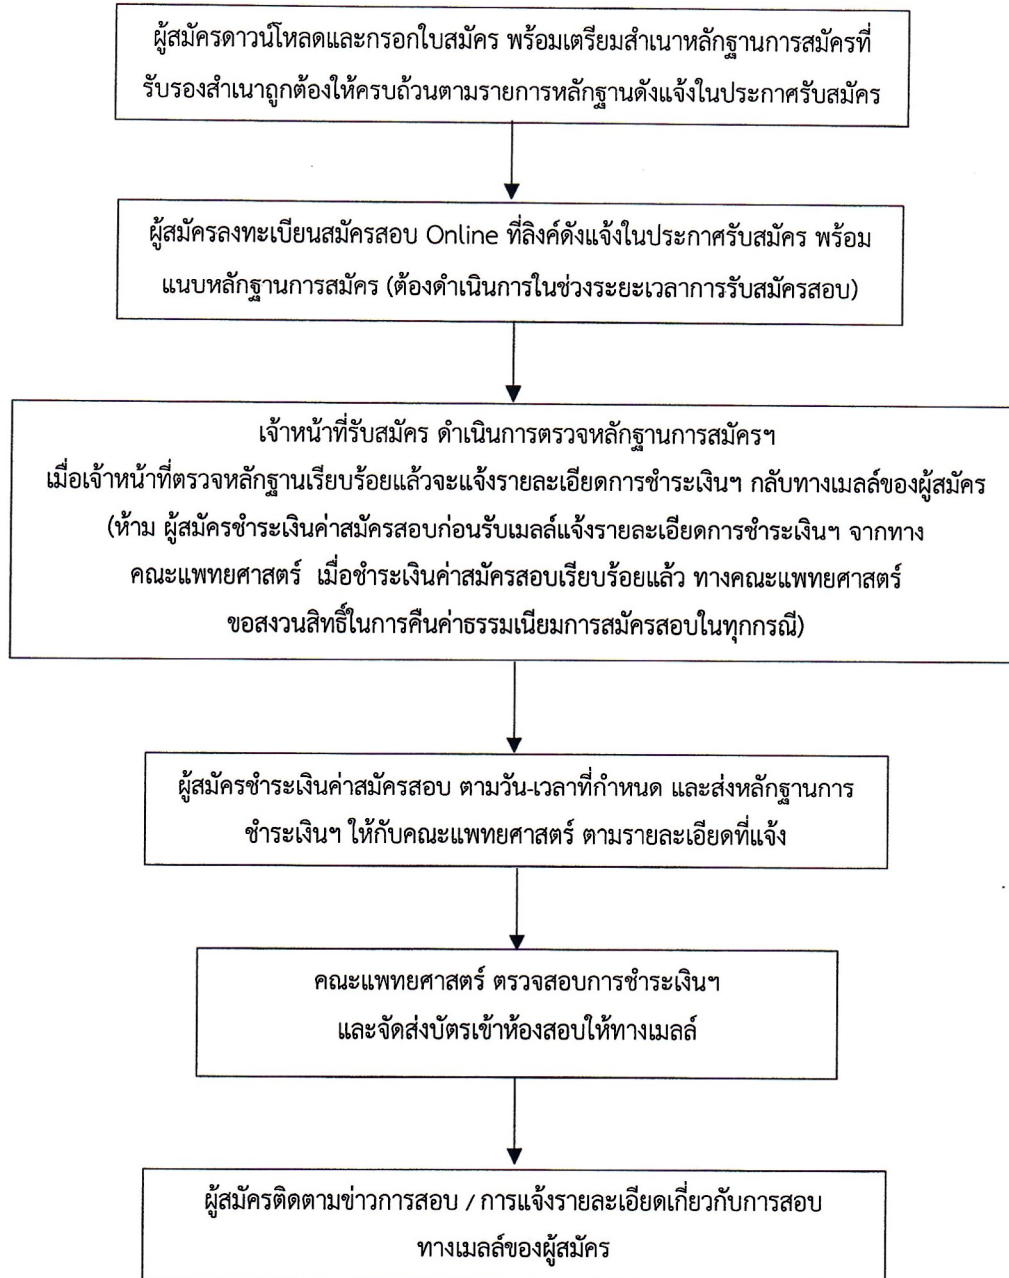 ผู้สมัครดาวน์โหลดและกรอกใบสมัคร พร้อมเตรียมสำเนาหลักฐานการสมัครที่
รับรองสำเนาถูกต้องให้ครบถ้วนตามรายการหลักฐานดังแจ้งในประกาศรับสมัคร
ผู้สมัครลงทะเบียนสมัครสอบ Online ที่ลิงค์ดังแจ้งในประกาศรับสมัคร พร้อม
แนบหลักฐานการสมัคร (ต้องดำเนินการในช่วงระยะเวลาการรับสมัครสอบ)
เจ้าหน้าที่รับสมัคร ดำเนินการตรวจหลักฐานการสมัครฯ
เมื่อเจ้าหน้าที่ตรวจหลักฐานเรียบร้อยแล้วจะแจ้งรายละเอียดการชำระเงินฯ กลับทางเมลล์ของผู้สมัคร
(ห้าม ผู้สมัครชำระเงินค่าสมัครสอบก่อนรับเมลล์แจ้งรายละเอียดการชำระเงินฯ จากทาง
คณะแพทยศาสตร์ เมื่อชำระเงินค่าสมัครสอบเรียบร้อยแล้ว ทางคณะแพทยศาสตร์
ขอสงวนสิทธิ์ในการคืนค่าธรรมเนียมการสมัครสอบในทุกกรณี)
ผู้สมัครชำระเงินค่าสมัครสอบ ตามวัน-เวลาที่กำหนด และส่งหลักฐานการ
ชำระเงินฯ ให้กับคณะแพทยศาสตร์ ตามรายละเอียดที่แจ้ง
คณะแพทยศาสตร์ ตรวจสอบการชำระเงินฯ
และจัดส่งบัตรเข้าห้องสอบให้ทางเมลล์
ผู้สมัครติดตามข่าวการสอบ / การแจ้งรายละเอียดเกี่ยวกับการสอบ
ทางเมลล์ของผู้สมัคร